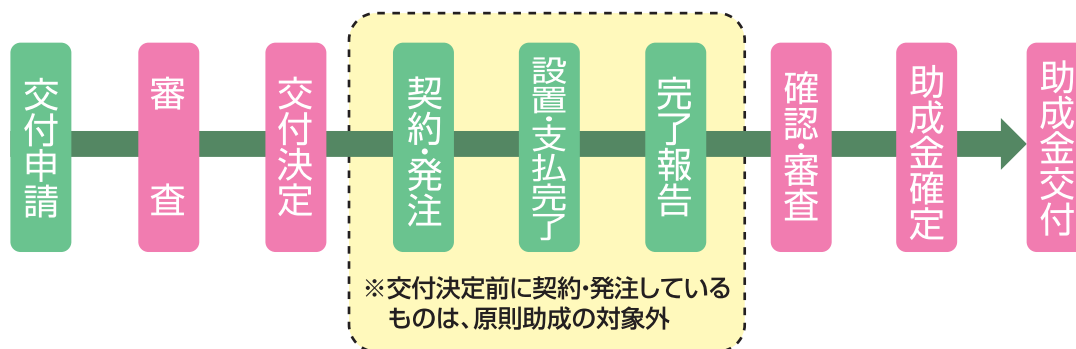 交付申請
審査
交付決定
契約・発注
設置・支払完了
完了報告
確認・審査
助成金確定
助成金交付
※交付決定前に契約・発注している
ものは、原則助成の対象外